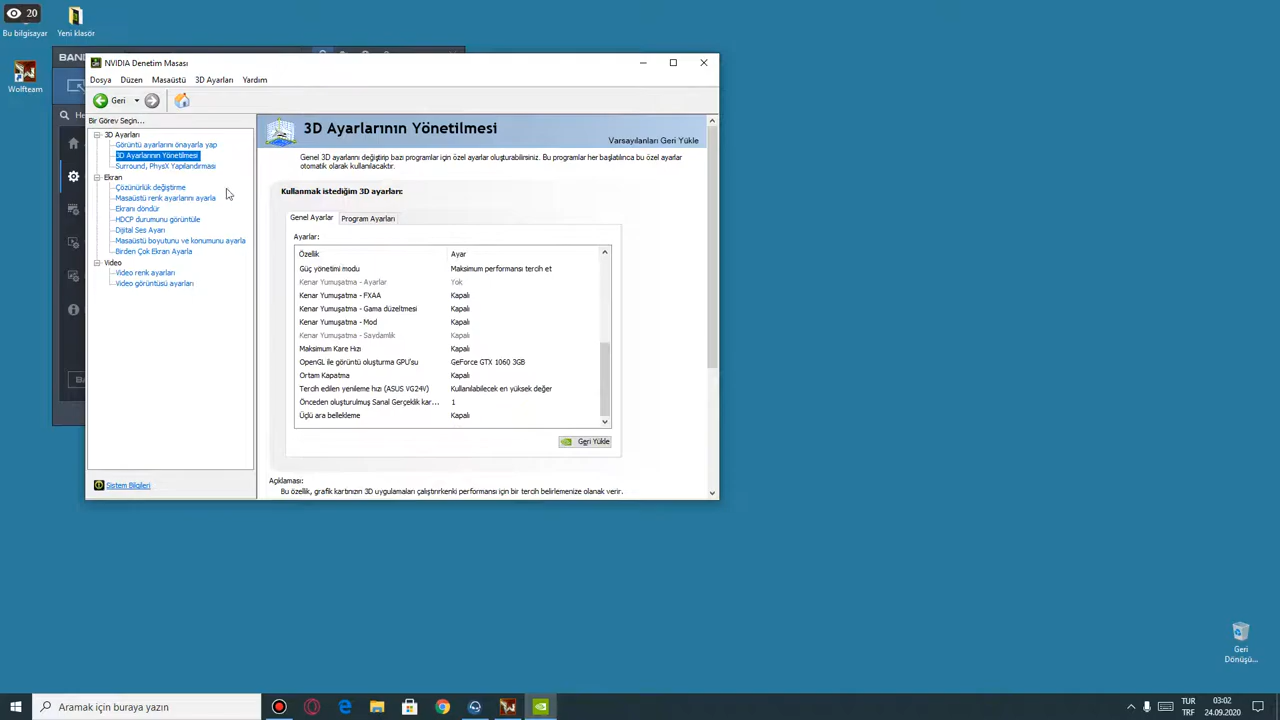 20
Bu bilgisayar
Yeni klasör
Wolfteam
BANI
He
NVIDIA Denetim Masası
Dosya Düzen Masaüstü 3D Ayarları Yardım
Geri
Bir Görev Seçin...
3D Ayarları
Görüntü ayarlarını önayarla yap
3D Ayarlarının Yönetilmesi
Surround, PhysX Yapılandırması
Ekran
Çözünürlük değiştirme
Masaüstü renk ayarlarını ayarla
Ekranı döndür
HDCP durumunu görüntüle
Dijital Ses Ayarı
Masaüstü boyutunu ve konumunu ayarla
Birden Çok Ekran Ayarla
Video
Video renk ayarları
Video görüntüsü ayarları
Sistem Bilgileri
3D Ayarlarının Yönetilmesi
Varsayılanları Geri Yükle
Genel 3D ayarlarını değiştirip bazı programlar için özel ayarlar oluşturabilirsiniz. Bu programlar her başlatılınca bu özel ayarlar
otomatik olarak kullanılacaktır.
Kullanmak istediğim 3D ayarları:
Genel Ayarlar Program Ayarları
Ayarlar:
Özellik Ayar
Güç yönetimi modu Maksimum performansı tercih et
Kenar Yumuşatma - Ayarlar Yok
Kenar Yumuşatma - FXAA Kapalı
Kenar Yumuşatma - Gama düzeltmesi Kapalı
Kenar Yumuşatma - Mod Kapalı
Kenar Yumuşatma - Saydamlık Kapalı
Maksimum Kare Hızı Kapalı
OpenGL ile görüntü oluşturma GPU'su GeForce GTX 1060 3GB
Ortam Kapatma Kapalı
Tercih edilen yenileme hızı (ASUS VG24V) Kullanılabilecek en yüksek değer
Önceden oluşturulmuş Sanal Gerçeklik kar... 1
Üçlü ara bellekleme Kapalı
Geri Yükle
Açıklaması:
Bu özellik, grafik kartınızın 3D uygulamaları çalıştırırkenki performansı için bir tercih belirlemenize olanak verir.
Geri
Dönüşü...
Aramak için buraya yazın
TUR
TRF
03:02
24.09.2020